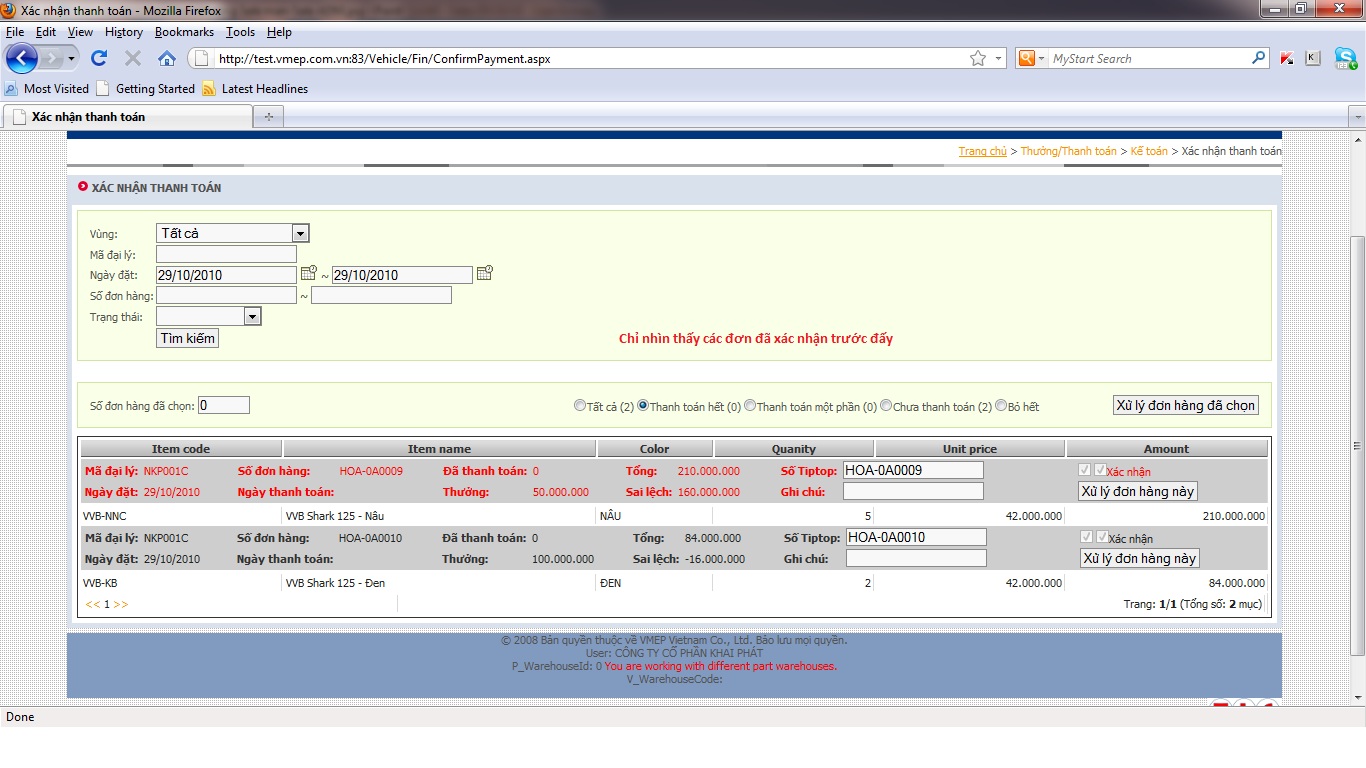 Xác nhận thanh toán - Mozilla Firefox
File Edit View History Bookmarks Tools Help
http://test.vmep.com.vn:83/Vehicle/Fin/ConfirmPayment.aspx
MyStart Search
Most Visited Getting Started Latest Headlines
Xác nhận thanh toán
Trang chủ > Thưởng/Thanh toán > Kế toán > Xác nhận thanh toán
XÁC NHẬN THANH TOÁN
Vùng: Tất cả
Mã đại lý:
Ngày đặt: 29/10/2010 ~ 29/10/2010
Số đơn hàng: ~
Trạng thái:
Tìm kiếm
Chỉ nhìn thấy các đơn đã xác nhận trước đấy
Số đơn hàng đã chọn: 0 Tất cả (2) Thanh toán hết (0) Thanh toán một phần (0) Chưa thanh toán (2) Bỏ hết Xử lý đơn hàng đã chọn
Item code Item name Color Quanity Unit price Amount
Mã đại lý: NKP001C Số đơn hàng: HOA-0A0009 Đã thanh toán: 0 Tổng: 210.000.000 Số Tiptop: HOA-0A0009 Xác nhận
Ngày đặt: 29/10/2010 Ngày thanh toán: Thưởng: 50.000.000 Sai lệch: 160.000.000 Ghi chú: Xử lý đơn hàng này
VVB-NNC VVB Shark 125 - Nâu NÂU 5 42.000.000 210.000.000
Mã đại lý: NKP001C Số đơn hàng: HOA-0A0010 Đã thanh toán: 0 Tổng: 84.000.000 Số Tiptop: HOA-0A0010 Xác nhận
Ngày đặt: 29/10/2010 Ngày thanh toán: Thưởng: 100.000.000 Sai lệch: -16.000.000 Ghi chú: Xử lý đơn hàng này
VVB-KB VVB Shark 125 - Đen ĐEN 2 42.000.000 84.000.000
<< 1 >> Trang: 1/1 (Tổng số: 2 mục)
© 2008 Bản quyền thuộc về VMEP Vietnam Co., Ltd. Bảo lưu mọi quyền.
User: CÔNG TY CỔ PHẦN KHẢI PHÁT
P_WarehouseId: 0 You are working with different part warehouses.
V_WarehouseCode:
Done